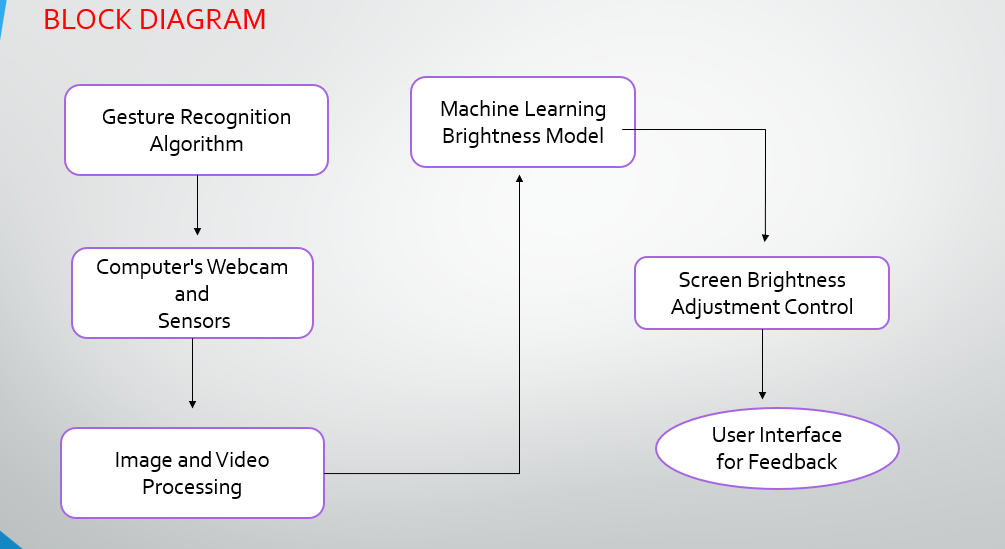 BLOCK DIAGRAM
Gesture Recognition
Algorithm
Computer's Webcam
and
Sensors
Image and Video
Processing
Machine Learning
Brightness Model
Screen Brightness
Adjustment Control
User Interface
for Feedback